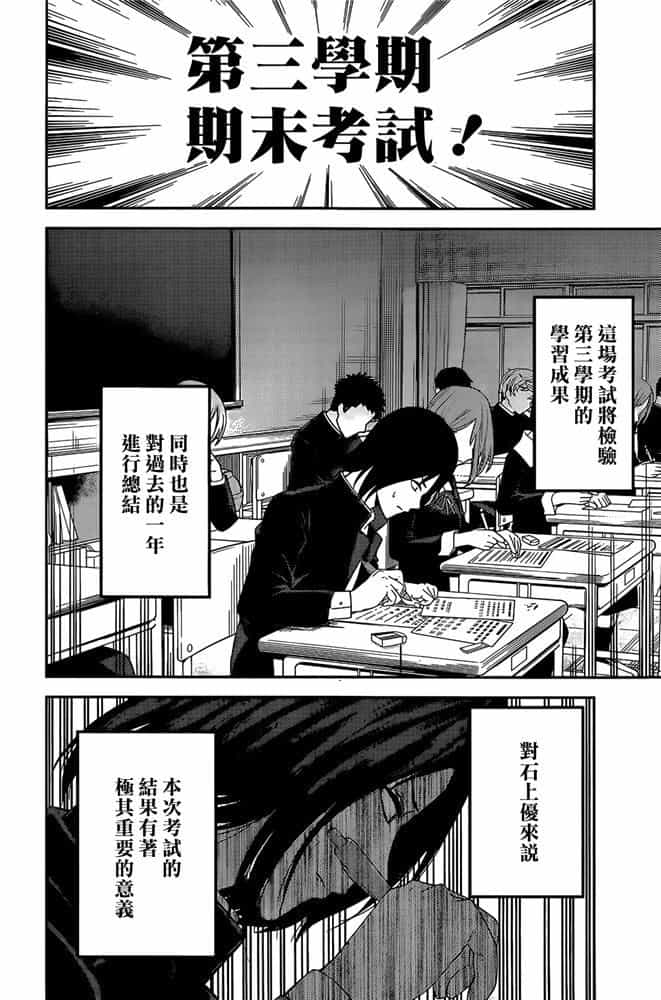 第三學期
期末考試！
這場考試將檢驗
第三學期的
學習成果
同時也是
對過去的一年
進行總結
對石上優來説
本次考試的
結果有著
極其重要的意義